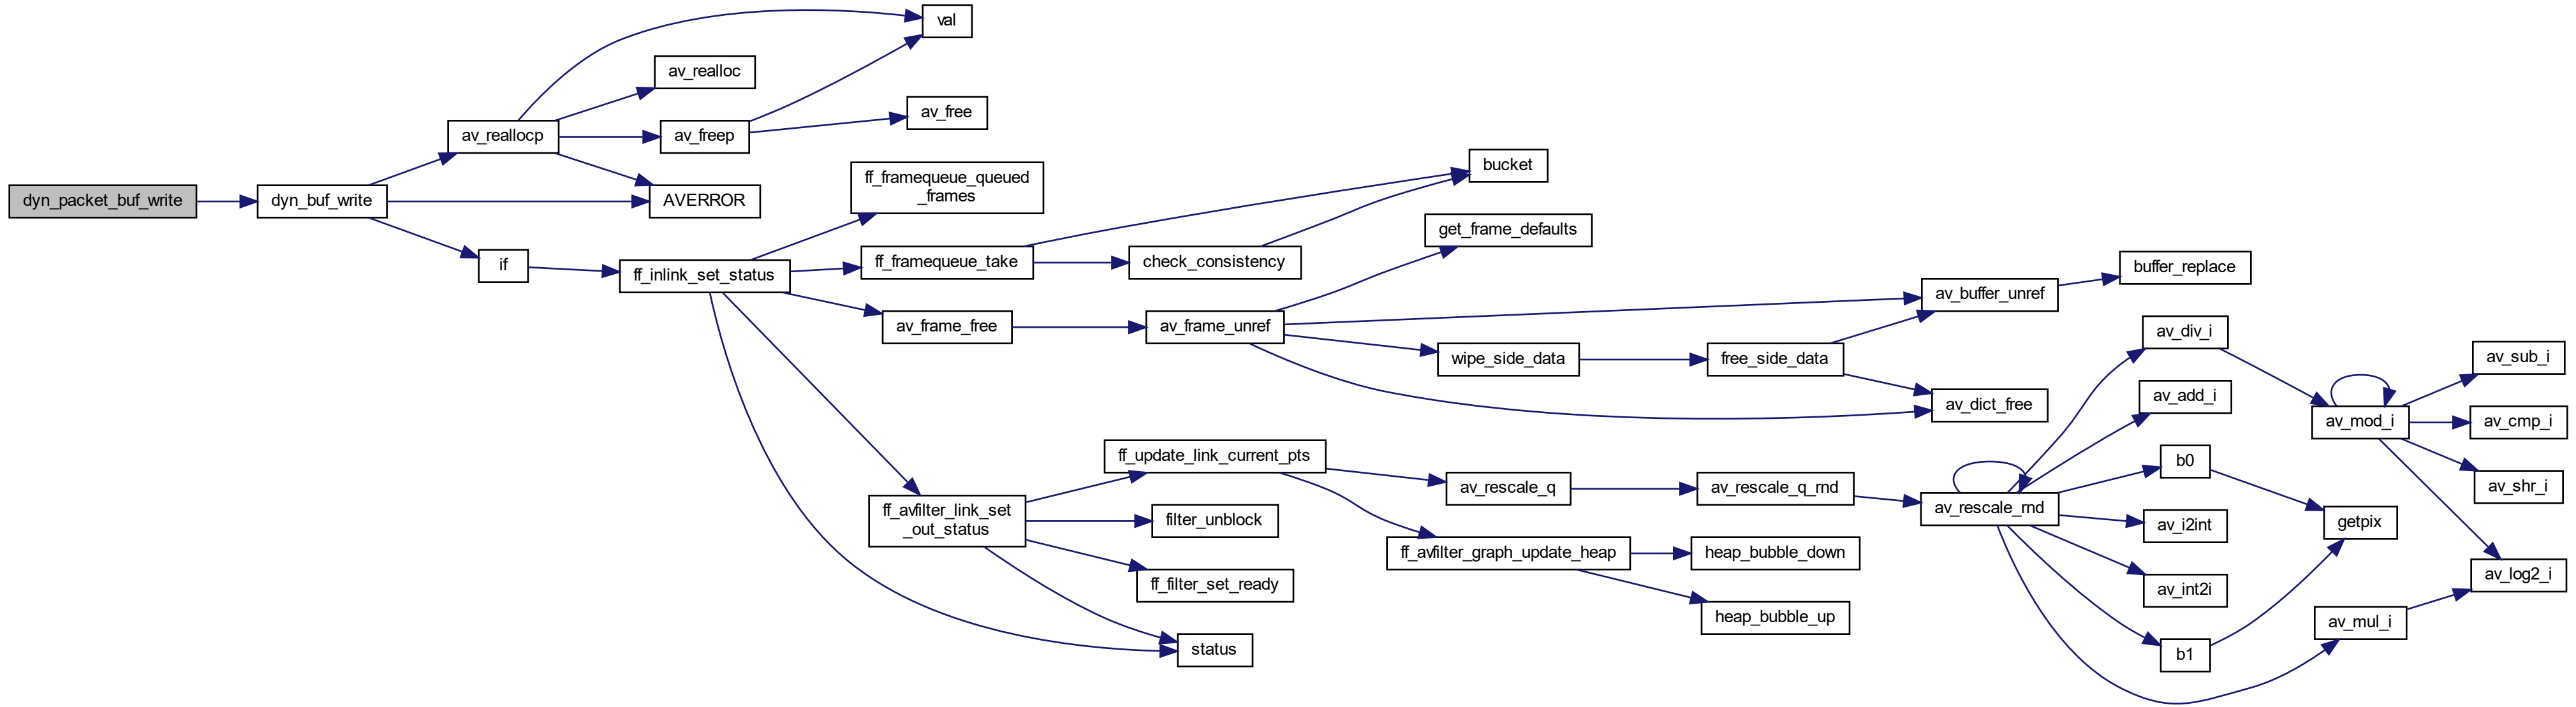 dyn_packet_buf_write
dyn_buf_write
av_reallocp
val
av_realloc
av_freep
av_free
AVERROR
if
ff_inlink_set_status
ff_framequeue_queued
_frames
ff_framequeue_take
check_consistency
bucket
av_frame_free
av_frame_unref
get_frame_defaults
av_buffer_unref
buffer_replace
wipe_side_data
free_side_data
av_dict_free
ff_avfilter_link_set
_out_status
ff_update_link_current_pts
filter_unblock
ff_filter_set_ready
status
av_rescale_q
av_rescale_q_rnd
av_rescale_rnd
ff_avfilter_graph_update_heap
heap_bubble_down
heap_bubble_up
av_div_i
av_add_i
b0
av_i2int
av_int2i
b1
getpix
av_mod_i
av_mul_i
av_sub_i
av_cmp_i
av_shr_i
av_log2_i